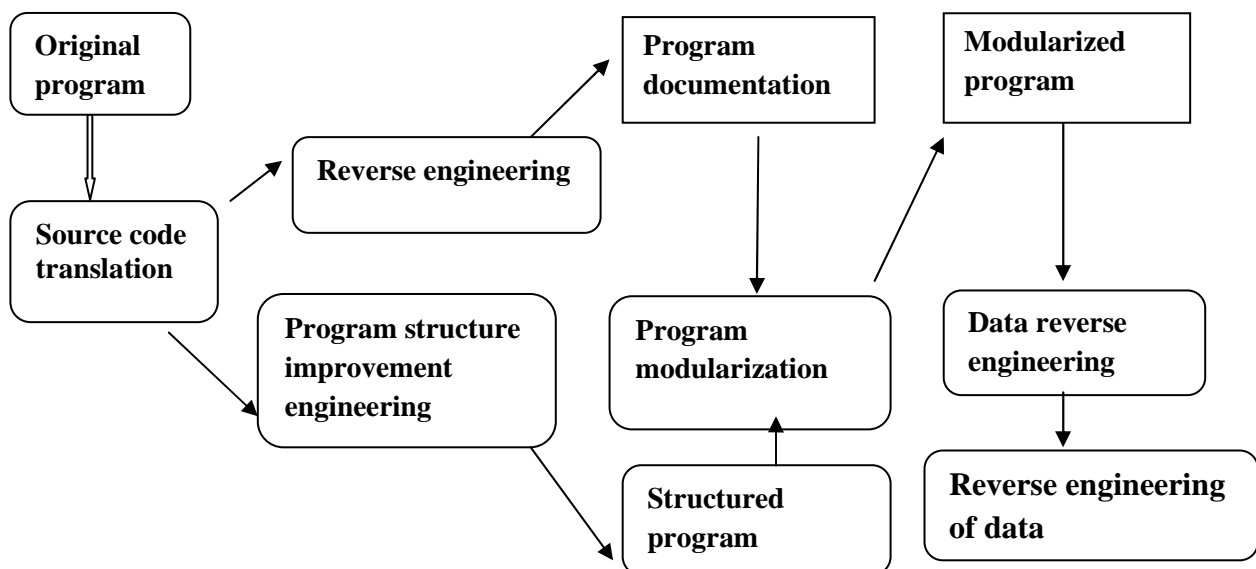 Original
program
Source code
translation
Reverse engineering
Program structure
improvement
engineering
Program
documentation
Program
modularization
Structured
program
Modularized
program
Data reverse
engineering
Reverse engineering
of data